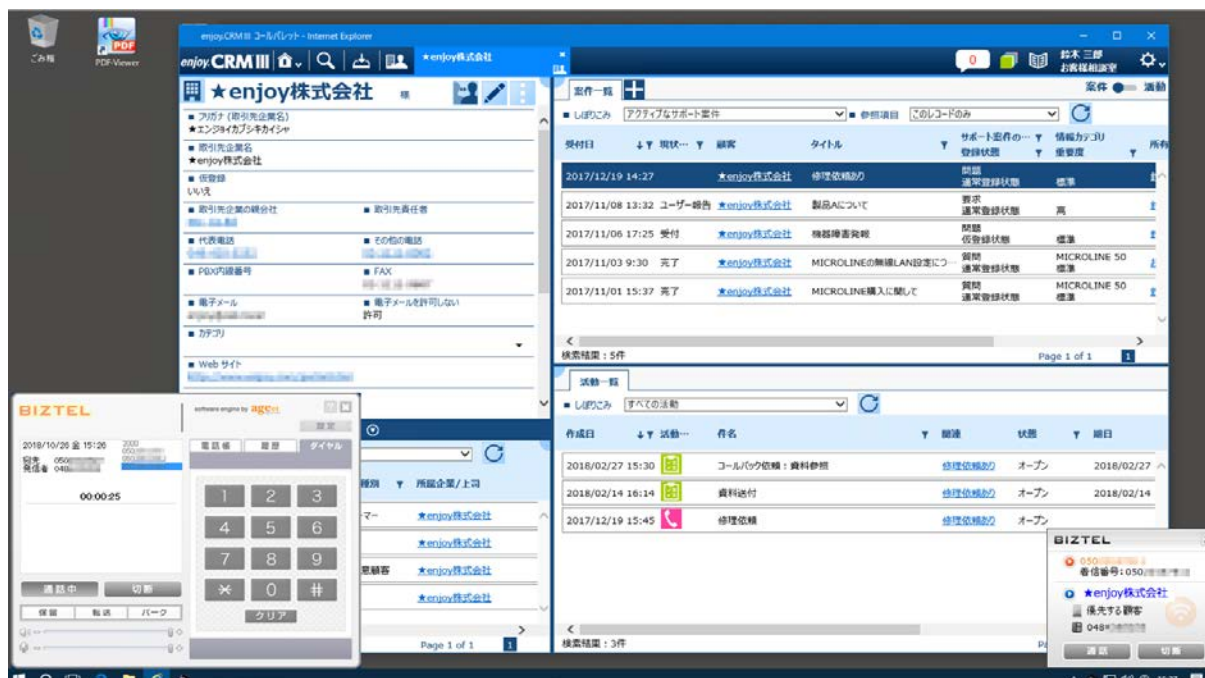 ごみ箱
PDF-Viewer
enjoy.CRMIII コールパレット - Internet Explorer
enjoy.CRMIII
★enjoy株式会社
0
鈴木 三郎
お客様相談室
★enjoy株式会社 様
■ フリガナ (取引先企業名)
★エンジョイカブシキカイシャ
■ 取引先企業名
★enjoy株式会社
■ 仮登録
いいえ
■ 取引先企業の親会社 ■ 取引先責任者
■ 代表電話 ■ その他の電話
■ PBX内線番号 ■ FAX
■ 電子メール ■ 電子メールを許可しない
許可
■ カテゴリ
■ Web サイト
案件一覧
案件 活動
■ しぼりこみ アクティブなサポート案件 ■ 参照項目 このレコードのみ
受付日 ↓▼ 現状… ▼ 顧客 タイトル ▼ サポート案件の… ▼ 情報カテゴリ 所有
登録状態 ▼ 重要度 ▼
2017/12/19 14:27 ★enjoy株式会社 修理依頼あり 問題 通常登録状態 標準
2017/11/08 13:32 ユーザー報告 ★enjoy株式会社 製品Aについて 要求 通常登録状態 高
2017/11/06 17:25 受付 ★enjoy株式会社 機器障害発報 問題 仮登録状態 標準
2017/11/03 9:30 完了 ★enjoy株式会社 MICROLINEの無線LAN設定につ… 質問 通常登録状態 MICROLINE 50 標準
2017/11/01 15:37 完了 ★enjoy株式会社 MICROLINE購入に関して 質問 通常登録状態 MICROLINE 50 標準
検索結果：5件 Page 1 of 1 1
活動一覧
■ しぼりこみ すべての活動
作成日 ↓▼ 活動… 件名 ▼ 関連 状態 ▼ 期日
2018/02/27 15:30 コールバック依頼：資料参照 修理依頼あり オープン 2018/02/27
2018/02/14 16:14 資料送付 修理依頼あり オープン 2018/02/14
2017/12/19 15:45 修理依頼 修理依頼あり オープン
検索結果：3件
種別 ▼ 所属企業/上司
★enjoy株式会社
★enjoy株式会社
意顧客 ★enjoy株式会社
★enjoy株式会社
Page 1 of 1 1
BIZTEL
software engine by agent
設定
2018/10/26 金 15:26
宛先 050
発信者 048
00:00:25
電話帳 履歴 ダイヤル
1 2 3
4 5 6
7 8 9
* 0 #
クリア
通話中 切断
保留 転送 パーク
BIZTEL
050
着信番号：050
★enjoy株式会社
優先する顧客
048
通話 切断